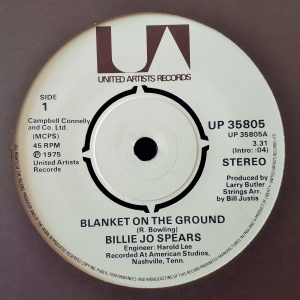 UA
UNITED ARTISTS RECORDS
SIDE
1
Campbell Connelly
and Co. Ltd.
(MCPS)
45 RPM
Ⓟ 1975
United Artists
Records
UP 35805
UP 35805A
3.31
(Intro: :04)
STEREO
Produced by
Larry Butler
Strings Arr.
by Bill Justis
BLANKET ON THE GROUND
(R. Bowling)
BILLIE JO SPEARS
Engineer: Harold Lee
Recorded At American Studios,
Nashville, Tenn.